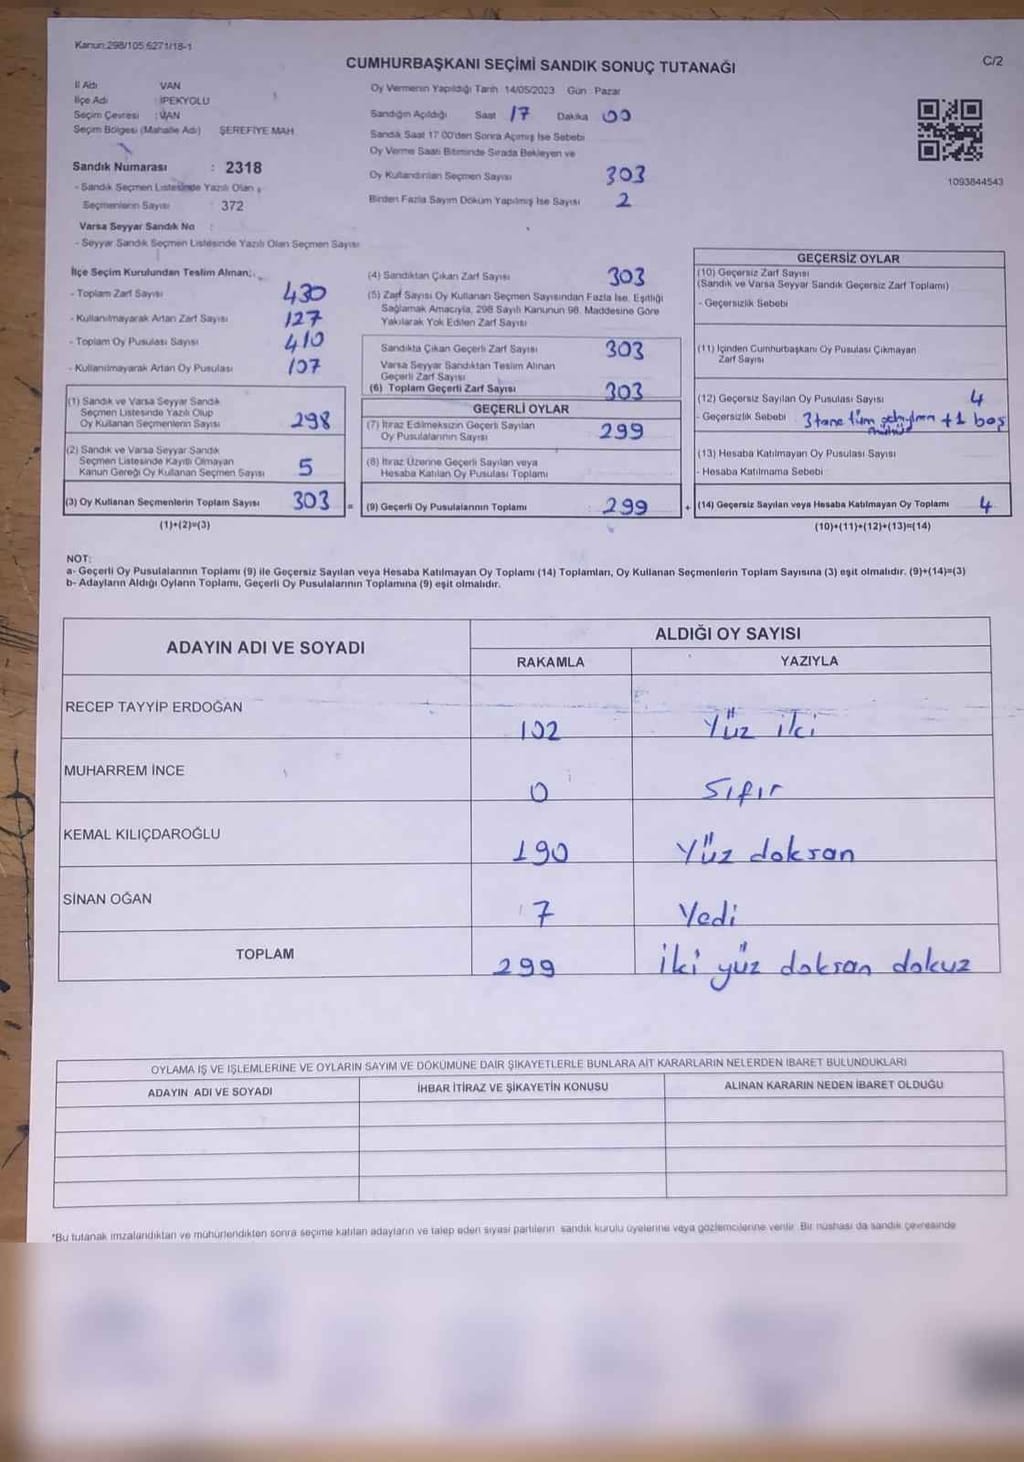 Kanun:298/105;6271/18-1
C/2
CUMHURBAŞKANI SEÇİMİ SANDIK SONUÇ TUTANAĞI
İl Adı VAN
İlçe Adı : İPEKYOLU
Seçim Çevresi : VAN
Seçim Bölgesi (Mahalle Adı) ŞEREFİYE MAH.
Sandık Numarası : 2318
- Sandık Seçmen Listesinde Yazılı Olan
Seçmenlerin Sayısı : 372
Varsa Seyyar Sandık No :
- Seyyar Sandık Seçmen Listesinde Yazılı Olan Seçmen Sayısı
Oy Vermenin Yapıldığı Tarih 14/05/2023 Gün : Pazar
Sandığın Açıldığı Saat 17 Dakika 00
Sandık Saat 17:00'den Sonra Açılmış İse Sebebi
Oy Verme Saati Bitiminde Sırada Bekleyen ve
Oy Kullandırılan Seçmen Sayısı 303
Birden Fazla Sayım Döküm Yapılmış İse Sayısı 2
1093844543
İlçe Seçim Kurulundan Teslim Alınan:
- Toplam Zarf Sayısı 430
- Kullanılmayarak Artan Zarf Sayısı 127
- Toplam Oy Pusulası Sayısı 410
- Kullanılmayarak Artan Oy Pusulası 107
(1) Sandık ve Varsa Seyyar Sandık
Seçmen Listesinde Yazılı Olup
Oy Kullanan Seçmenlerin Sayısı 298
(2) Sandık ve Varsa Seyyar Sandık
Seçmen Listesinde Kayıtlı Olmayan
Kanun Gereği Oy Kullanan Seçmen Sayısı 5
(3) Oy Kullanan Seçmenlerin Toplam Sayısı 303 =
(1)+(2)=(3)
(4) Sandıktan Çıkan Zarf Sayısı 303
(5) Zarf Sayısı Oy Kullanan Seçmen Sayısından Fazla İse, Eşitliği
Sağlamak Amacıyla, 298 Sayılı Kanunun 98. Maddesine Göre
Yakılarak Yok Edilen Zarf Sayısı
Sandıkta Çıkan Geçerli Zarf Sayısı 303
Varsa Seyyar Sandıktan Teslim Alınan
Geçerli Zarf Sayısı
(6) Toplam Geçerli Zarf Sayısı 303
GEÇERLİ OYLAR
(7) İtiraz Edilmeksizin Geçerli Sayılan
Oy Pusulalarının Sayısı 299
(8) İtiraz Üzerine Geçerli Sayılan veya
Hesaba Katılan Oy Pusulası Toplamı
(9) Geçerli Oy Pusulalarının Toplamı : 299 +
GEÇERSİZ OYLAR
(10) Geçersiz Zarf Sayısı
(Sandık ve Varsa Seyyar Sandık Geçersiz Zarf Toplamı)
- Geçersizlik Sebebi
(11) İçinden Cumhurbaşkanı Oy Pusulası Çıkmayan
Zarf Sayısı
(12) Geçersiz Sayılan Oy Pusulası Sayısı 4
- Geçersizlik Sebebi 3 tane tüm +1 boş
(13) Hesaba Katılmayan Oy Pusulası Sayısı
- Hesaba Katılmama Sebebi
(14) Geçersiz Sayılan veya Hesaba Katılmayan Oy Toplamı 4
(10)+(11)+(12)+(13)=(14)
NOT:
a- Geçerli Oy Pusulalarının Toplamı (9) ile Geçersiz Sayılan veya Hesaba Katılmayan Oy Toplamı (14) Toplamları, Oy Kullanan Seçmenlerin Toplam Sayısına (3) eşit olmalıdır. (9)+(14)=(3)
b- Adayların Aldığı Oyların Toplamı, Geçerli Oy Pusulalarının Toplamına (9) eşit olmalıdır.
ADAYIN ADI VE SOYADI
ALDIĞI OY SAYISI
RAKAMLA YAZIYLA
RECEP TAYYİP ERDOĞAN 102 Yüz iki
MUHARREM İNCE 0 Sıfır
KEMAL KILIÇDAROĞLU 190 Yüz doksan
SİNAN OĞAN 7 Yedi
TOPLAM 299 iki yüz doksan dokuz
OYLAMA İŞ VE İŞLEMLERİNE VE OYLARIN SAYIM VE DÖKÜMÜNE DAİR ŞİKAYETLERLE BUNLARA AİT KARARLARIN NELERDEN İBARET BULUNDUKLARI
ADAYIN ADI VE SOYADI İHBAR İTİRAZ VE ŞİKAYETİN KONUSU ALINAN KARARIN NEDEN İBARET OLDUĞU
*Bu tutanak imzalandıktan ve mühürlendikten sonra seçime katılan adayların ve talep eden siyasi partilerin sandık kurulu üyelerine veya gözlemcilerine verilir. Bir nüshası da sandık çevresinde